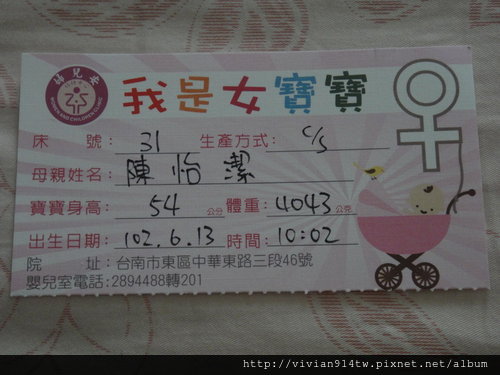 婦兒安
我是女寶寶
床 號: 31 生產方式: c/s
母親姓名: 陳怡潔
寶寶身高: 54 公分 體重: 4043 公克
出生日期: 102.6.13 時間: 10:02
院 址: 台南市東區中華東路三段46號
嬰兒室電話: 2894488轉201
http://vivian914tw.pixnet.net/album